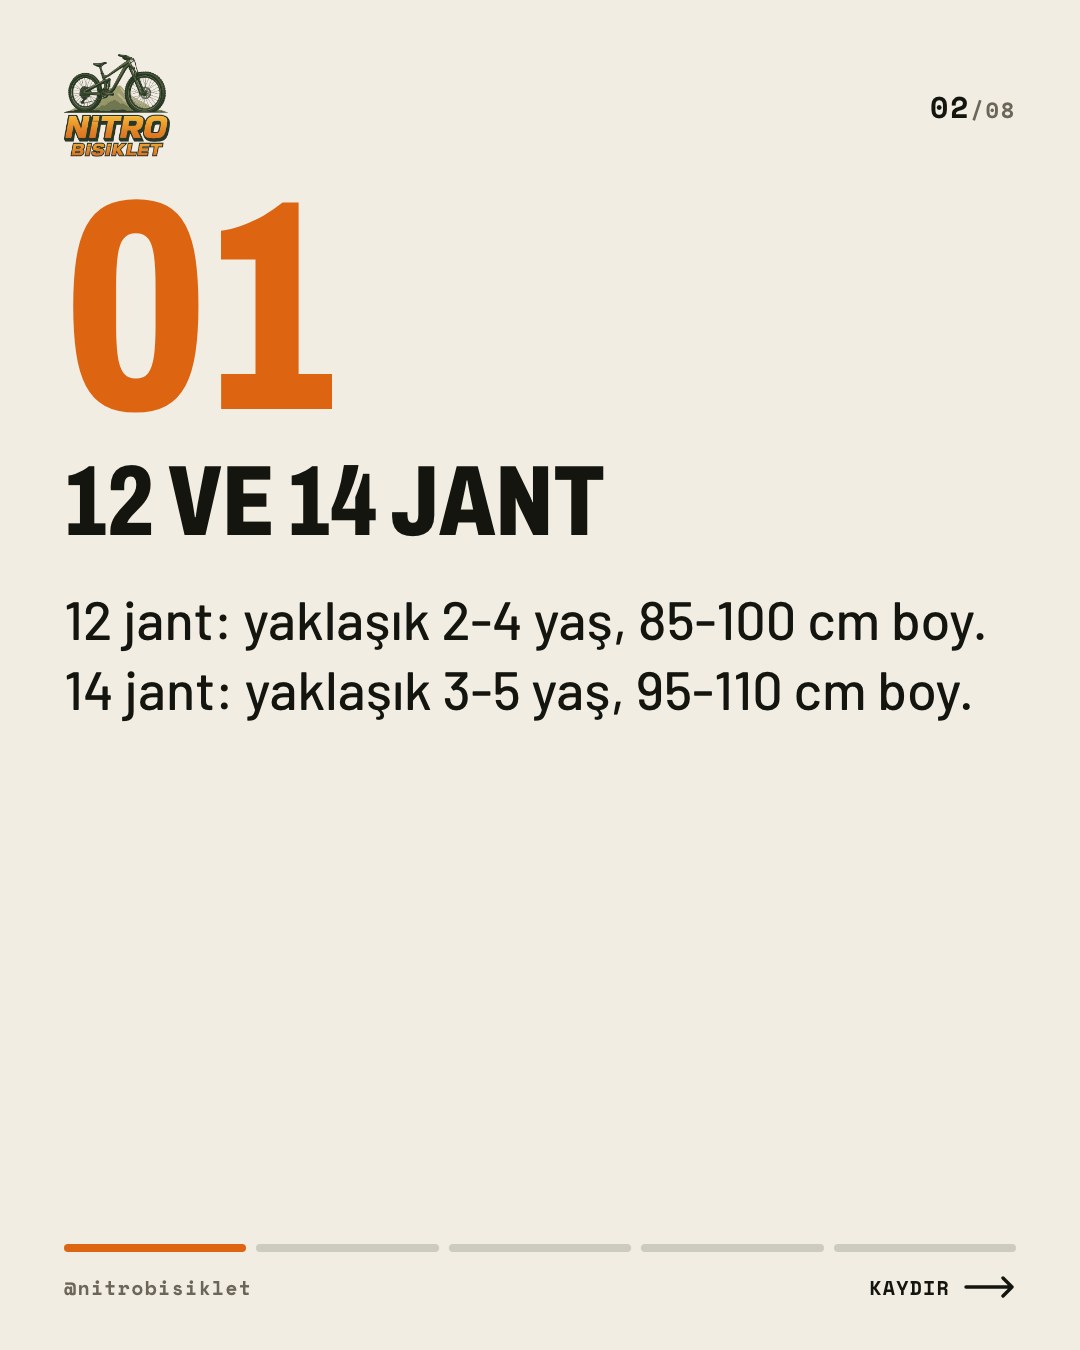 NiTRO
BISIKLET
02/08
01
12 VE 14 JANT
12 jant: yaklaşık 2-4 yaş, 85-100 cm boy.
14 jant: yaklaşık 3-5 yaş, 95-110 cm boy.
@nitrobisiklet
KAYDIR